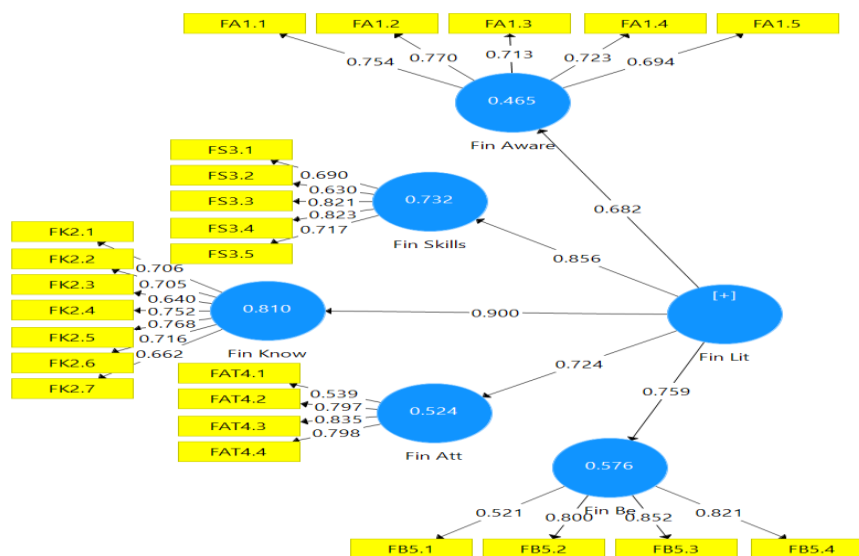 FA1.1 FA1.2 FA1.3 FA1.4 FA1.5
0.754 0.770 0.713 0.723 0.694
0.465
Fin Aware
FS3.1
FS3.2
FS3.3
FS3.4
FS3.5
0.690
0.630
0.821
0.823
0.717
0.732
Fin Skills
0.682
0.856
FK2.1
FK2.2
FK2.3
FK2.4
FK2.5
FK2.6
FK2.7
0.706
0.705
0.640
0.752
0.768
0.716
0.662
0.810
Fin Know
0.900
[+]
Fin Lit
0.724
0.759
FAT4.1
FAT4.2
FAT4.3
FAT4.4
0.539
0.797
0.835
0.798
0.524
Fin Att
0.576
Fin Be
0.521 0.800 0.852 0.821
FB5.1 FB5.2 FB5.3 FB5.4